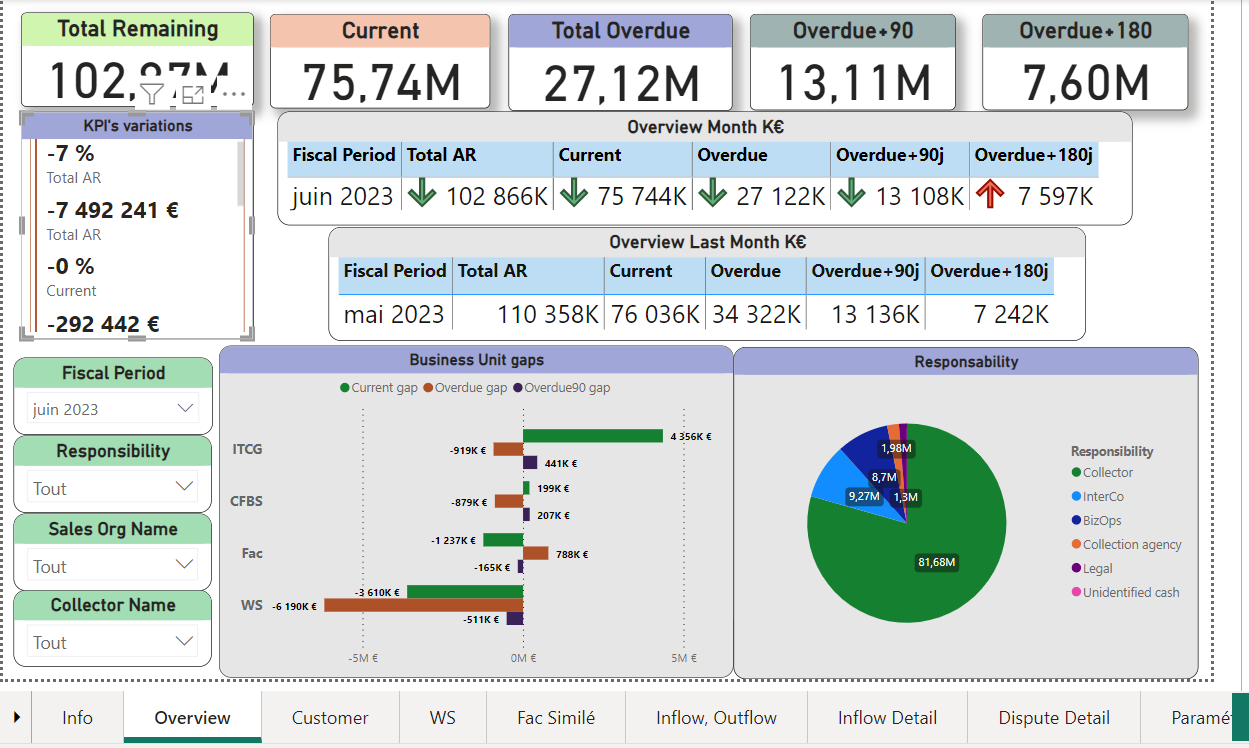 Total Remaining
Current
Total Overdue
Overdue+90
Overdue+180
102,87M
75,74M
27,12M
13,11M
7,60M
KPI's variations
-7 %
Total AR
-7 492 241 €
Total AR
-0 %
Current
-292 442 €
Overview Month K€
Fiscal Period Total AR Current Overdue Overdue+90j Overdue+180j
juin 2023 102 866K 75 744K 27 122K 13 108K 7 597K
Overview Last Month K€
Fiscal Period Total AR Current Overdue Overdue+90j Overdue+180j
mai 2023 110 358K 76 036K 34 322K 13 136K 7 242K
Fiscal Period
juin 2023
Responsibility
Tout
Sales Org Name
Tout
Collector Name
Tout
Business Unit gaps
Current gap Overdue gap Overdue90 gap
ITCG
4 356K €
-919K €
441K €
CFBS
199K €
-879K €
207K €
Fac
-1 237K €
788K €
-165K €
WS
-3 610K €
-6 190K €
-511K €
-5M € 0M € 5M €
Responsability
1,98M
8,7M
9,27M
1,3M
81,68M
Responsibility
Collector
InterCo
BizOps
Collection agency
Legal
Unidentified cash
Info Overview Customer WS Fac Similé Inflow, Outflow Inflow Detail Dispute Detail Paramé